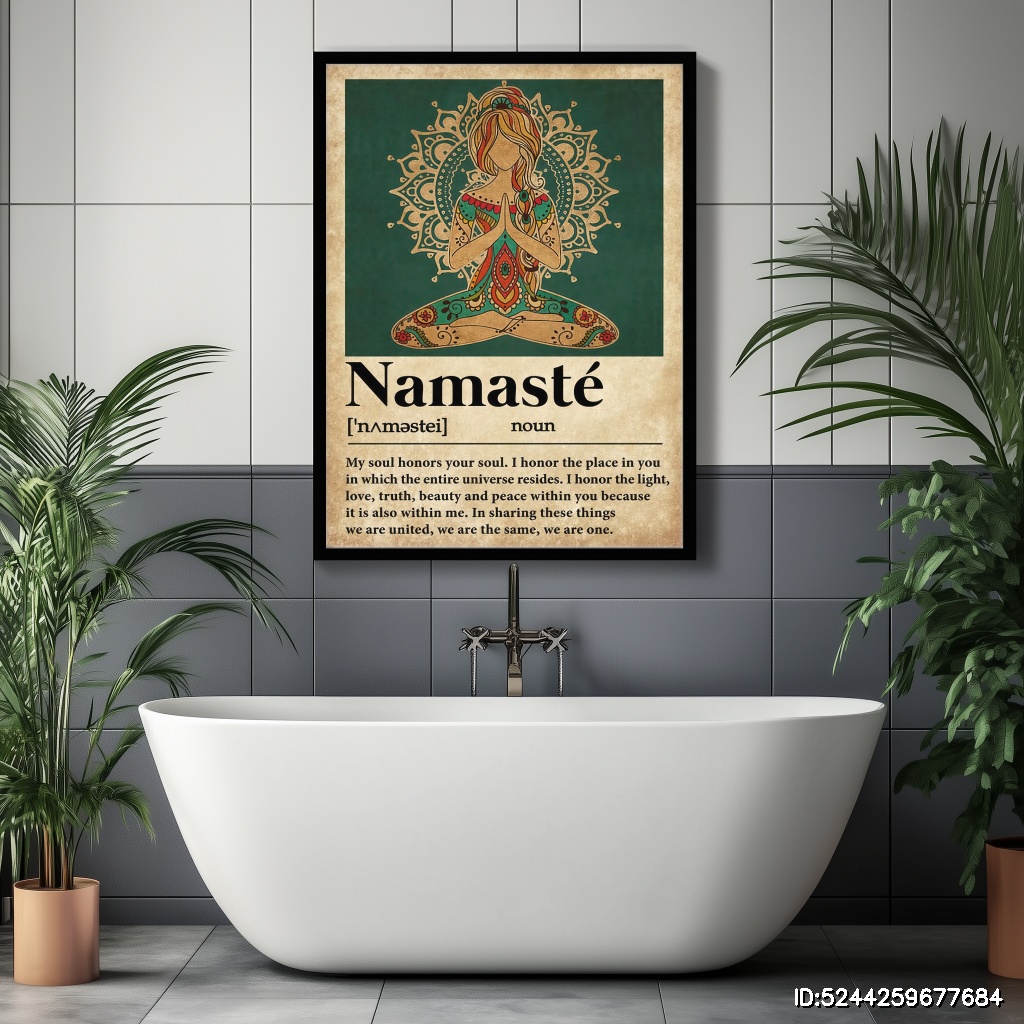 Namasté
['nʌməstei] noun
My soul honors your soul. I honor the place in you
in which the entire universe resides. I honor the light,
love, truth, beauty and peace within you because
it is also within me. In sharing these things
we are united, we are the same, we are one.
ID:5244259677684